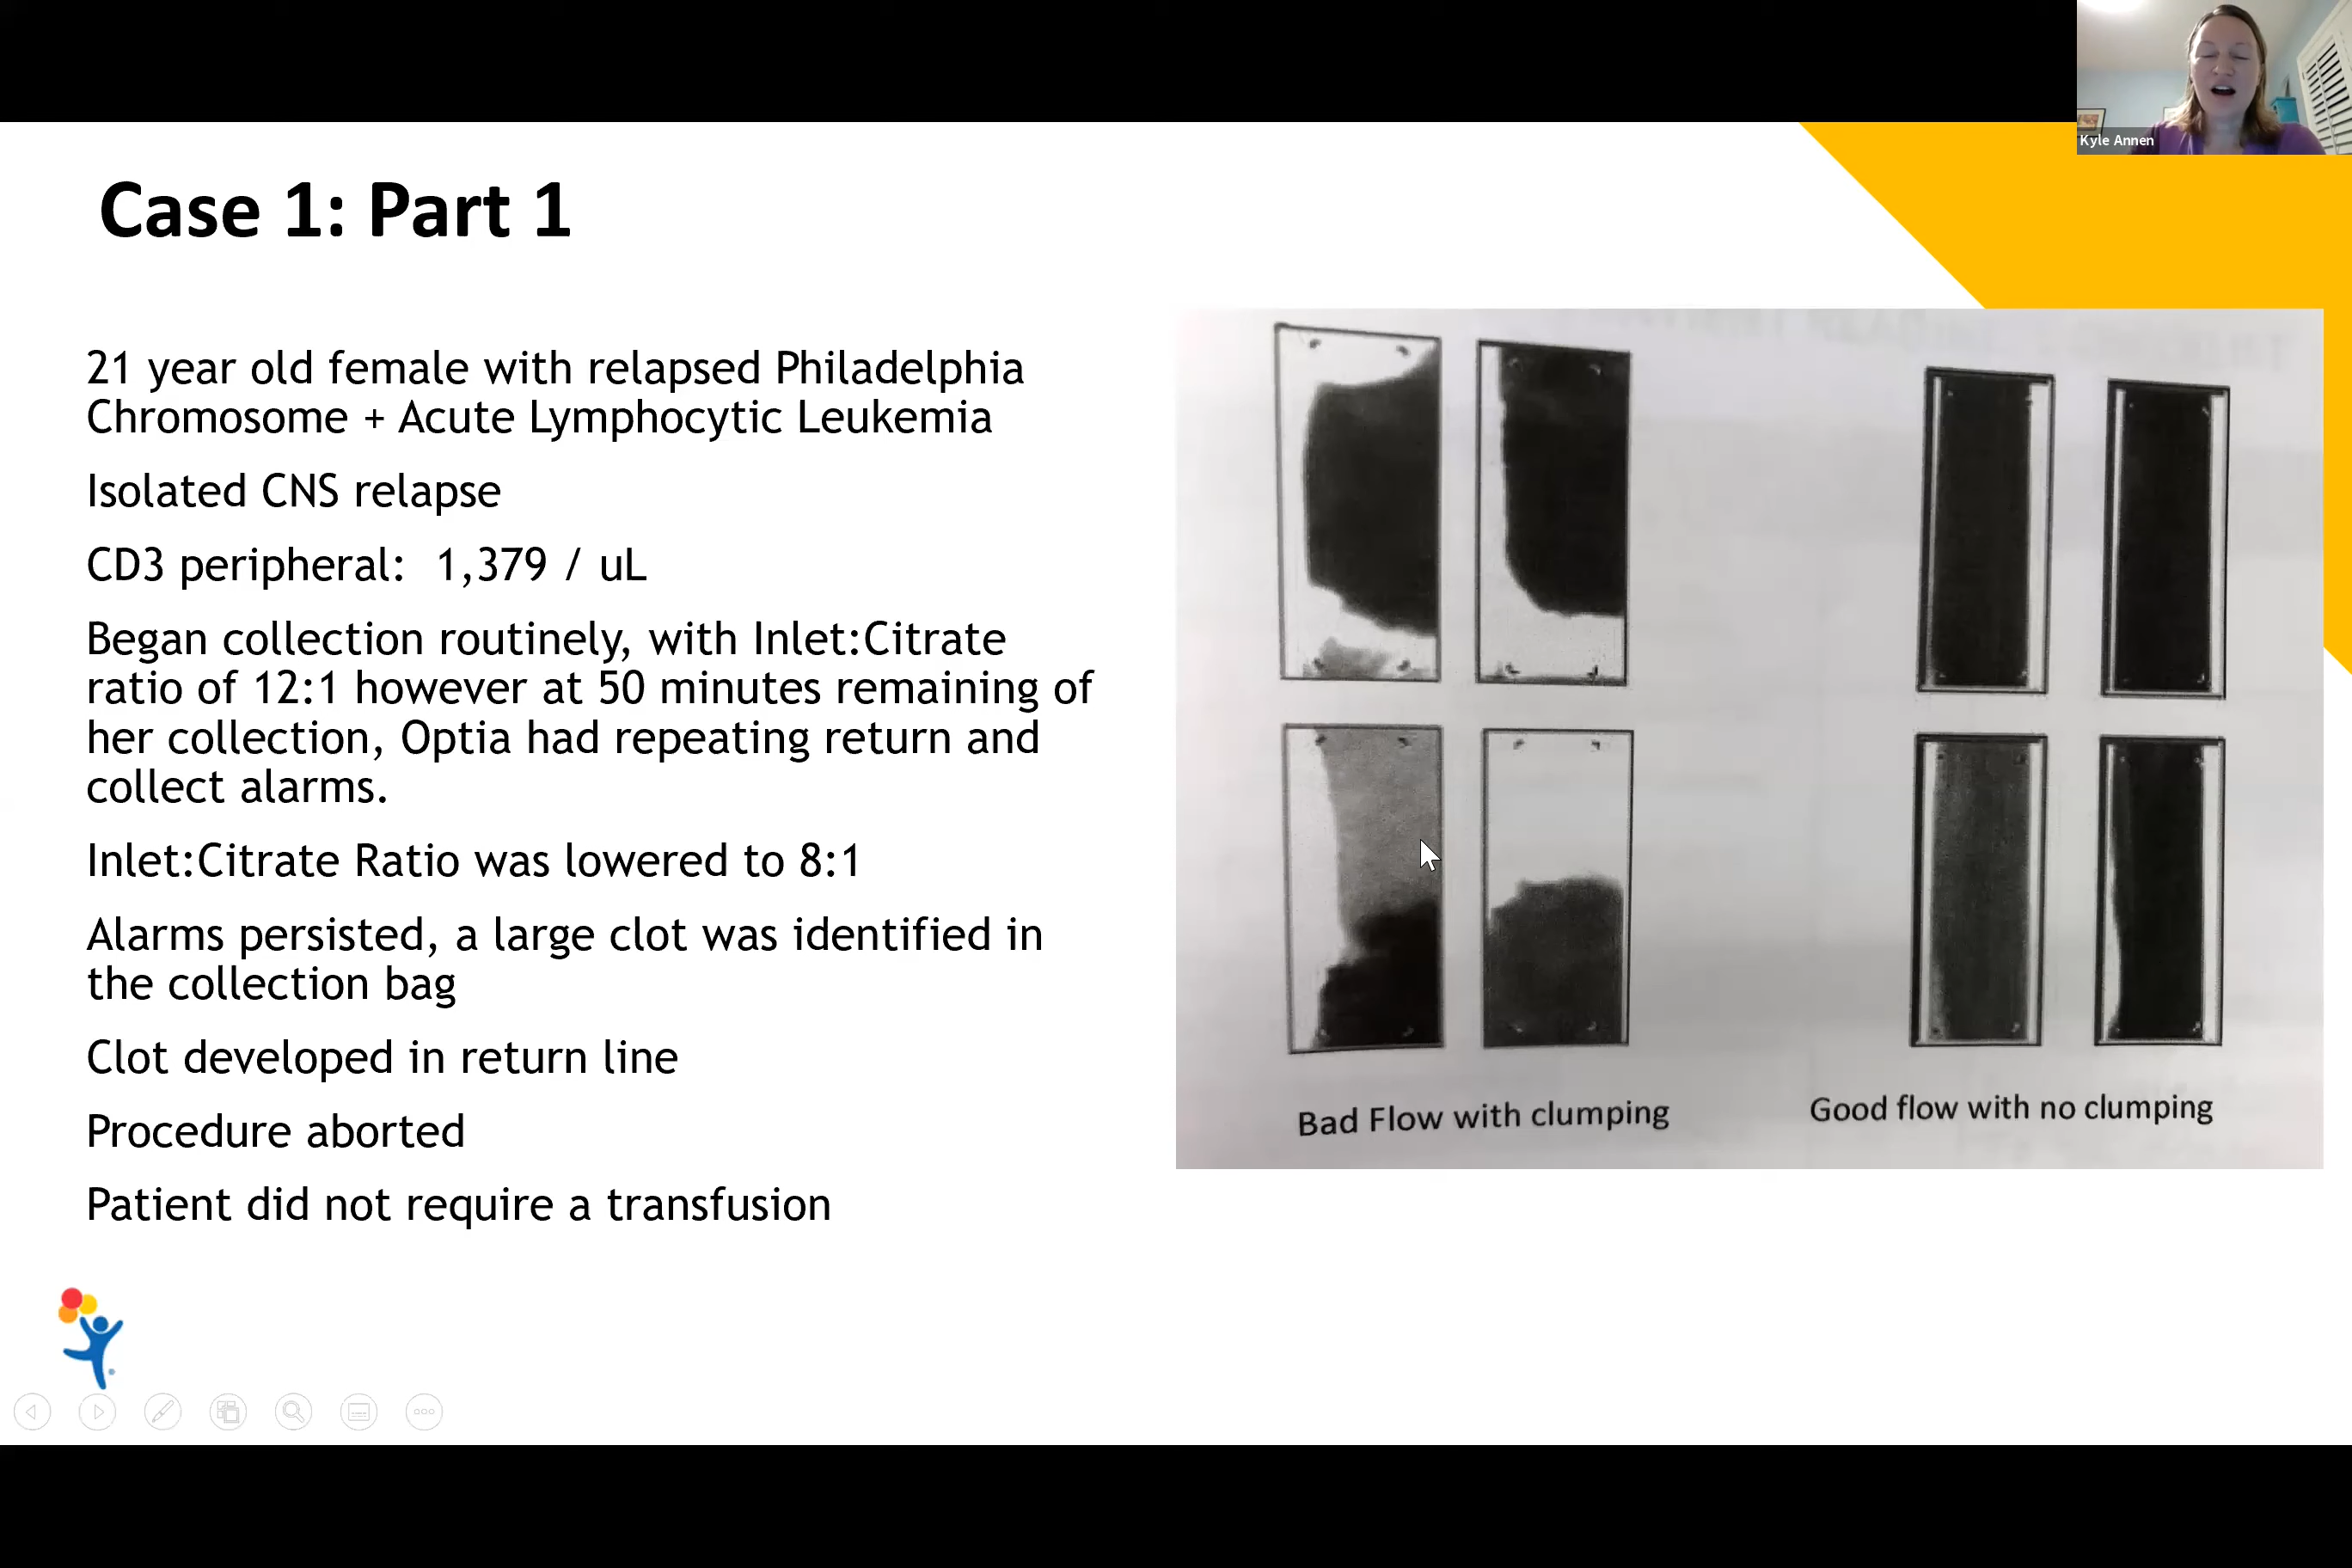 Kyle Annen
Case 1: Part 1
21 year old female with relapsed Philadelphia
Chromosome + Acute Lymphocytic Leukemia
Isolated CNS relapse
CD3 peripheral:  1,379 / uL
Began collection routinely, with Inlet:Citrate
ratio of 12:1 however at 50 minutes remaining of
her collection, Optia had repeating return and
collect alarms.
Inlet:Citrate Ratio was lowered to 8:1
Alarms persisted, a large clot was identified in
the collection bag
Clot developed in return line
Procedure aborted
Patient did not require a transfusion
Bad Flow with clumping
Good flow with no clumping